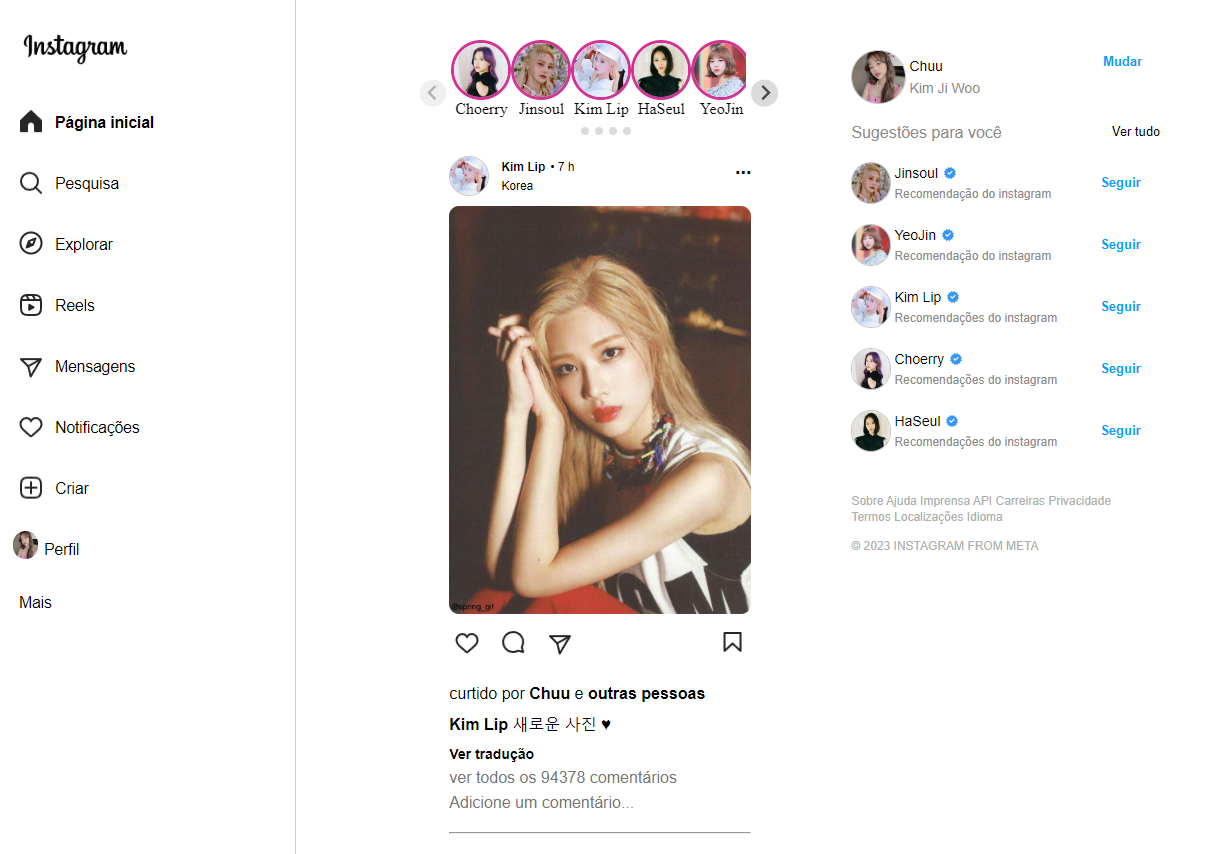 Instagram
Página inicial
Pesquisa
Explorar
Reels
Mensagens
Notificações
Criar
Perfil
Mais
Choerry Jinsoul Kim Lip HaSeul YeoJin
Kim Lip • 7 h
Korea
@spring_gif
curtido por Chuu e outras pessoas
Kim Lip 새로운 사진 ♥
Ver tradução
ver todos os 94378 comentários
Adicione um comentário...
Chuu
Kim Ji Woo
Mudar
Sugestões para você
Ver tudo
Jinsoul
Recomendação do instagram
Seguir
YeoJin
Recomendação do instagram
Seguir
Kim Lip
Recomendações do instagram
Seguir
Choerry
Recomendações do instagram
Seguir
HaSeul
Recomendações do instagram
Seguir
Sobre Ajuda Imprensa API Carreiras Privacidade
Termos Localizações Idioma
© 2023 INSTAGRAM FROM META